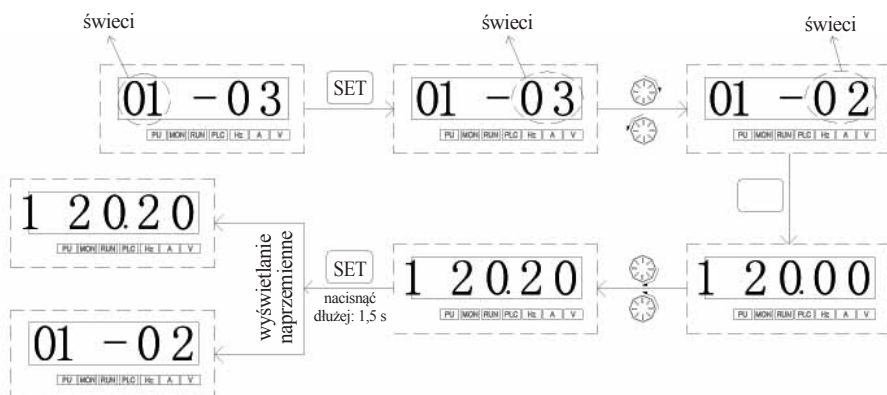 świeci
świeci
świeci
01 -03
PU MON RUN PLC Hz A V
SET
01 -03
PU MON RUN PLC Hz A V
01 -02
PU MON RUN PLC Hz A V
1 20.20
PU MON RUN PLC Hz A V
wyświetlanie
naprzemienne
SET
nacisnąć
dłużej: 1,5 s
1 20.20
PU MON RUN PLC Hz A V
1 20.00
PU MON RUN PLC Hz A V
01 -02
PU MON RUN PLC Hz A V